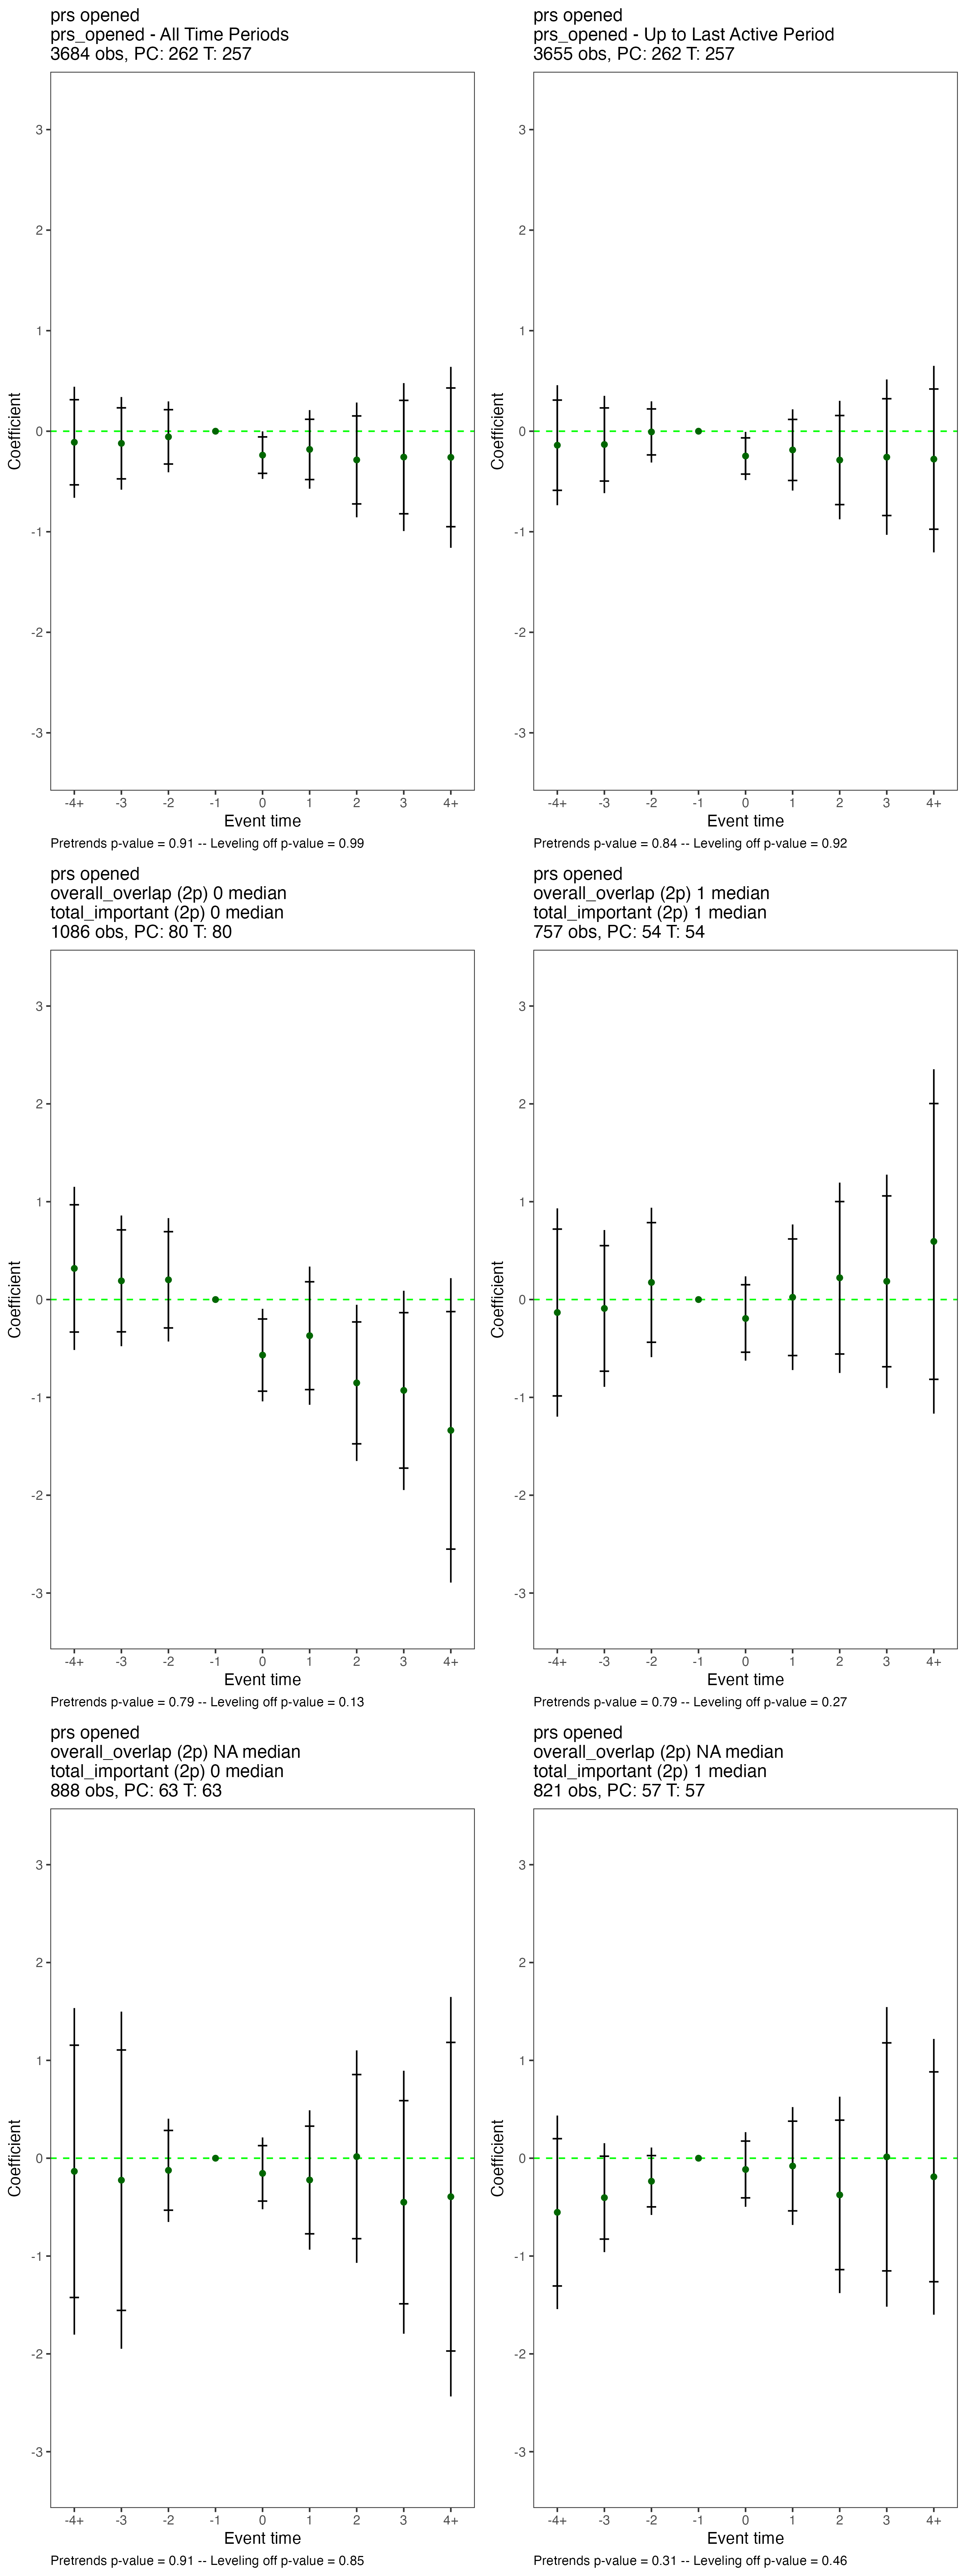 prs opened
prs_opened - All Time Periods
3684 obs, PC: 262 T: 257
3
2
1
0
-1
-2
-3
Coefficient
-4+ -3 -2 -1 0 1 2 3 4+
Event time
Pretrends p-value = 0.91 -- Leveling off p-value = 0.99
prs opened
prs_opened - Up to Last Active Period
3655 obs, PC: 262 T: 257
3
2
1
0
-1
-2
-3
Coefficient
-4+ -3 -2 -1 0 1 2 3 4+
Event time
Pretrends p-value = 0.84 -- Leveling off p-value = 0.92
prs opened
overall_overlap (2p) 0 median
total_important (2p) 0 median
1086 obs, PC: 80 T: 80
3
2
1
0
-1
-2
-3
Coefficient
-4+ -3 -2 -1 0 1 2 3 4+
Event time
Pretrends p-value = 0.79 -- Leveling off p-value = 0.13
prs opened
overall_overlap (2p) 1 median
total_important (2p) 1 median
757 obs, PC: 54 T: 54
3
2
1
0
-1
-2
-3
Coefficient
-4+ -3 -2 -1 0 1 2 3 4+
Event time
Pretrends p-value = 0.79 -- Leveling off p-value = 0.27
prs opened
overall_overlap (2p) NA median
total_important (2p) 0 median
888 obs, PC: 63 T: 63
3
2
1
0
-1
-2
-3
Coefficient
-4+ -3 -2 -1 0 1 2 3 4+
Event time
Pretrends p-value = 0.91 -- Leveling off p-value = 0.85
prs opened
overall_overlap (2p) NA median
total_important (2p) 1 median
821 obs, PC: 57 T: 57
3
2
1
0
-1
-2
-3
Coefficient
-4+ -3 -2 -1 0 1 2 3 4+
Event time
Pretrends p-value = 0.31 -- Leveling off p-value = 0.46